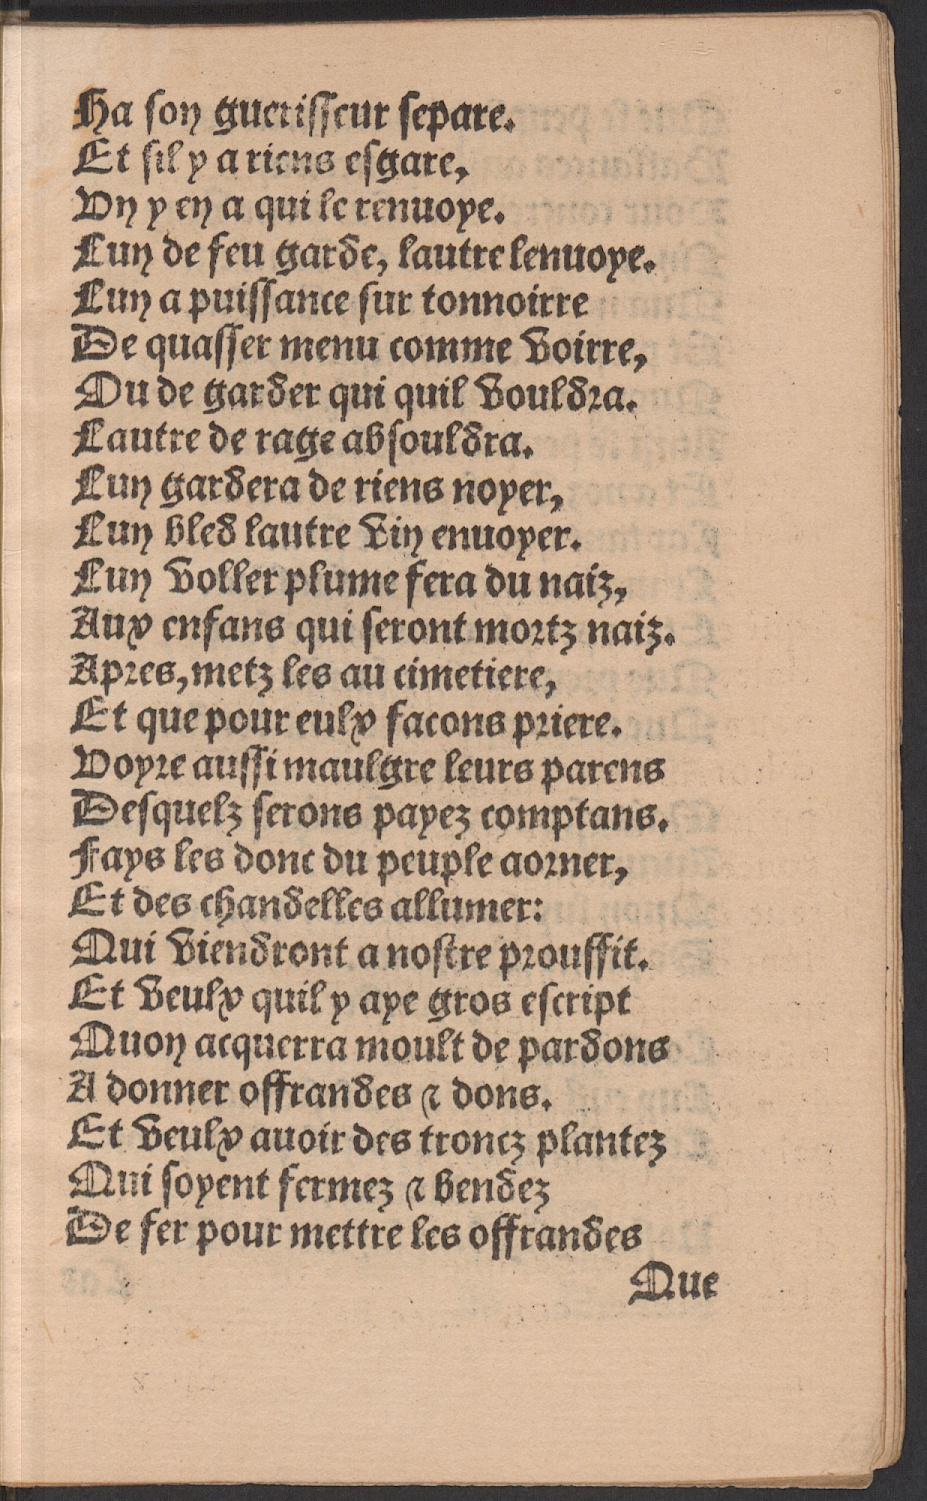 Ha son guerisseur separe.
Et sil y a riens esgare,
Vn y en a qui le renuoye.
Lun de feu garde, lautre lenuoye.
Lun a puissance sur tonnoirre
De quasser menu comme voirre,
Ou de garder qui quil vouldra.
Lautre de rage absouldra.
Lun gardera de riens noyer,
Lun bled lautre vin enuoyer.
Lun voller plume fera du naiz,
Aux enfans qui seront mortz naiz.
Apres, metz les au cimetiere,
Et que pour eulx facons priere.
Voyre aussi maulgre leurs parens
Desquelz serons payez comptans.
Fays les donc du peuple aorner,
Et des chandelles allumer:
Qui viendront a nostre prouffit.
Et veulx quil y aye gros escript
Quon acquerra moult de pardons
A donner offrandes ⁊ dons.
Et veulx auoir des troncz plantez
Qui soyent fermez ⁊ bendez
De fer pour mettre les offrandes
Que